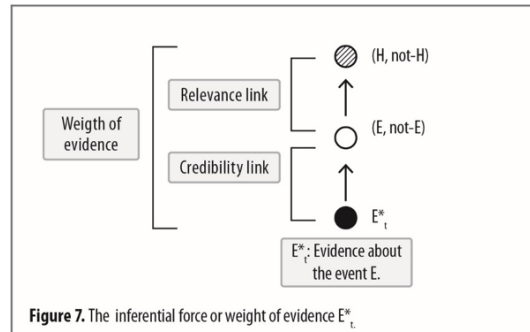 (H, not-H)
Relevance link
Weigth of
evidence
(E, not-E)
Credibility link
E*t
E*t: Evidence about
the event E.
Figure 7. The inferential force or weight of evidence E*t.